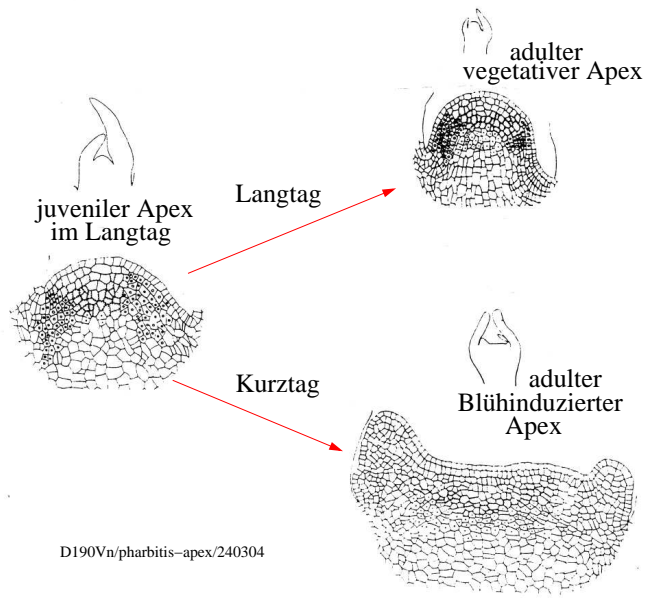 adulter
vegetativer Apex
juveniler Apex
im Langtag
Langtag
Kurztag
adulter
Blühinduzierter
Apex
D190Vn/pharbitis−apex/240304